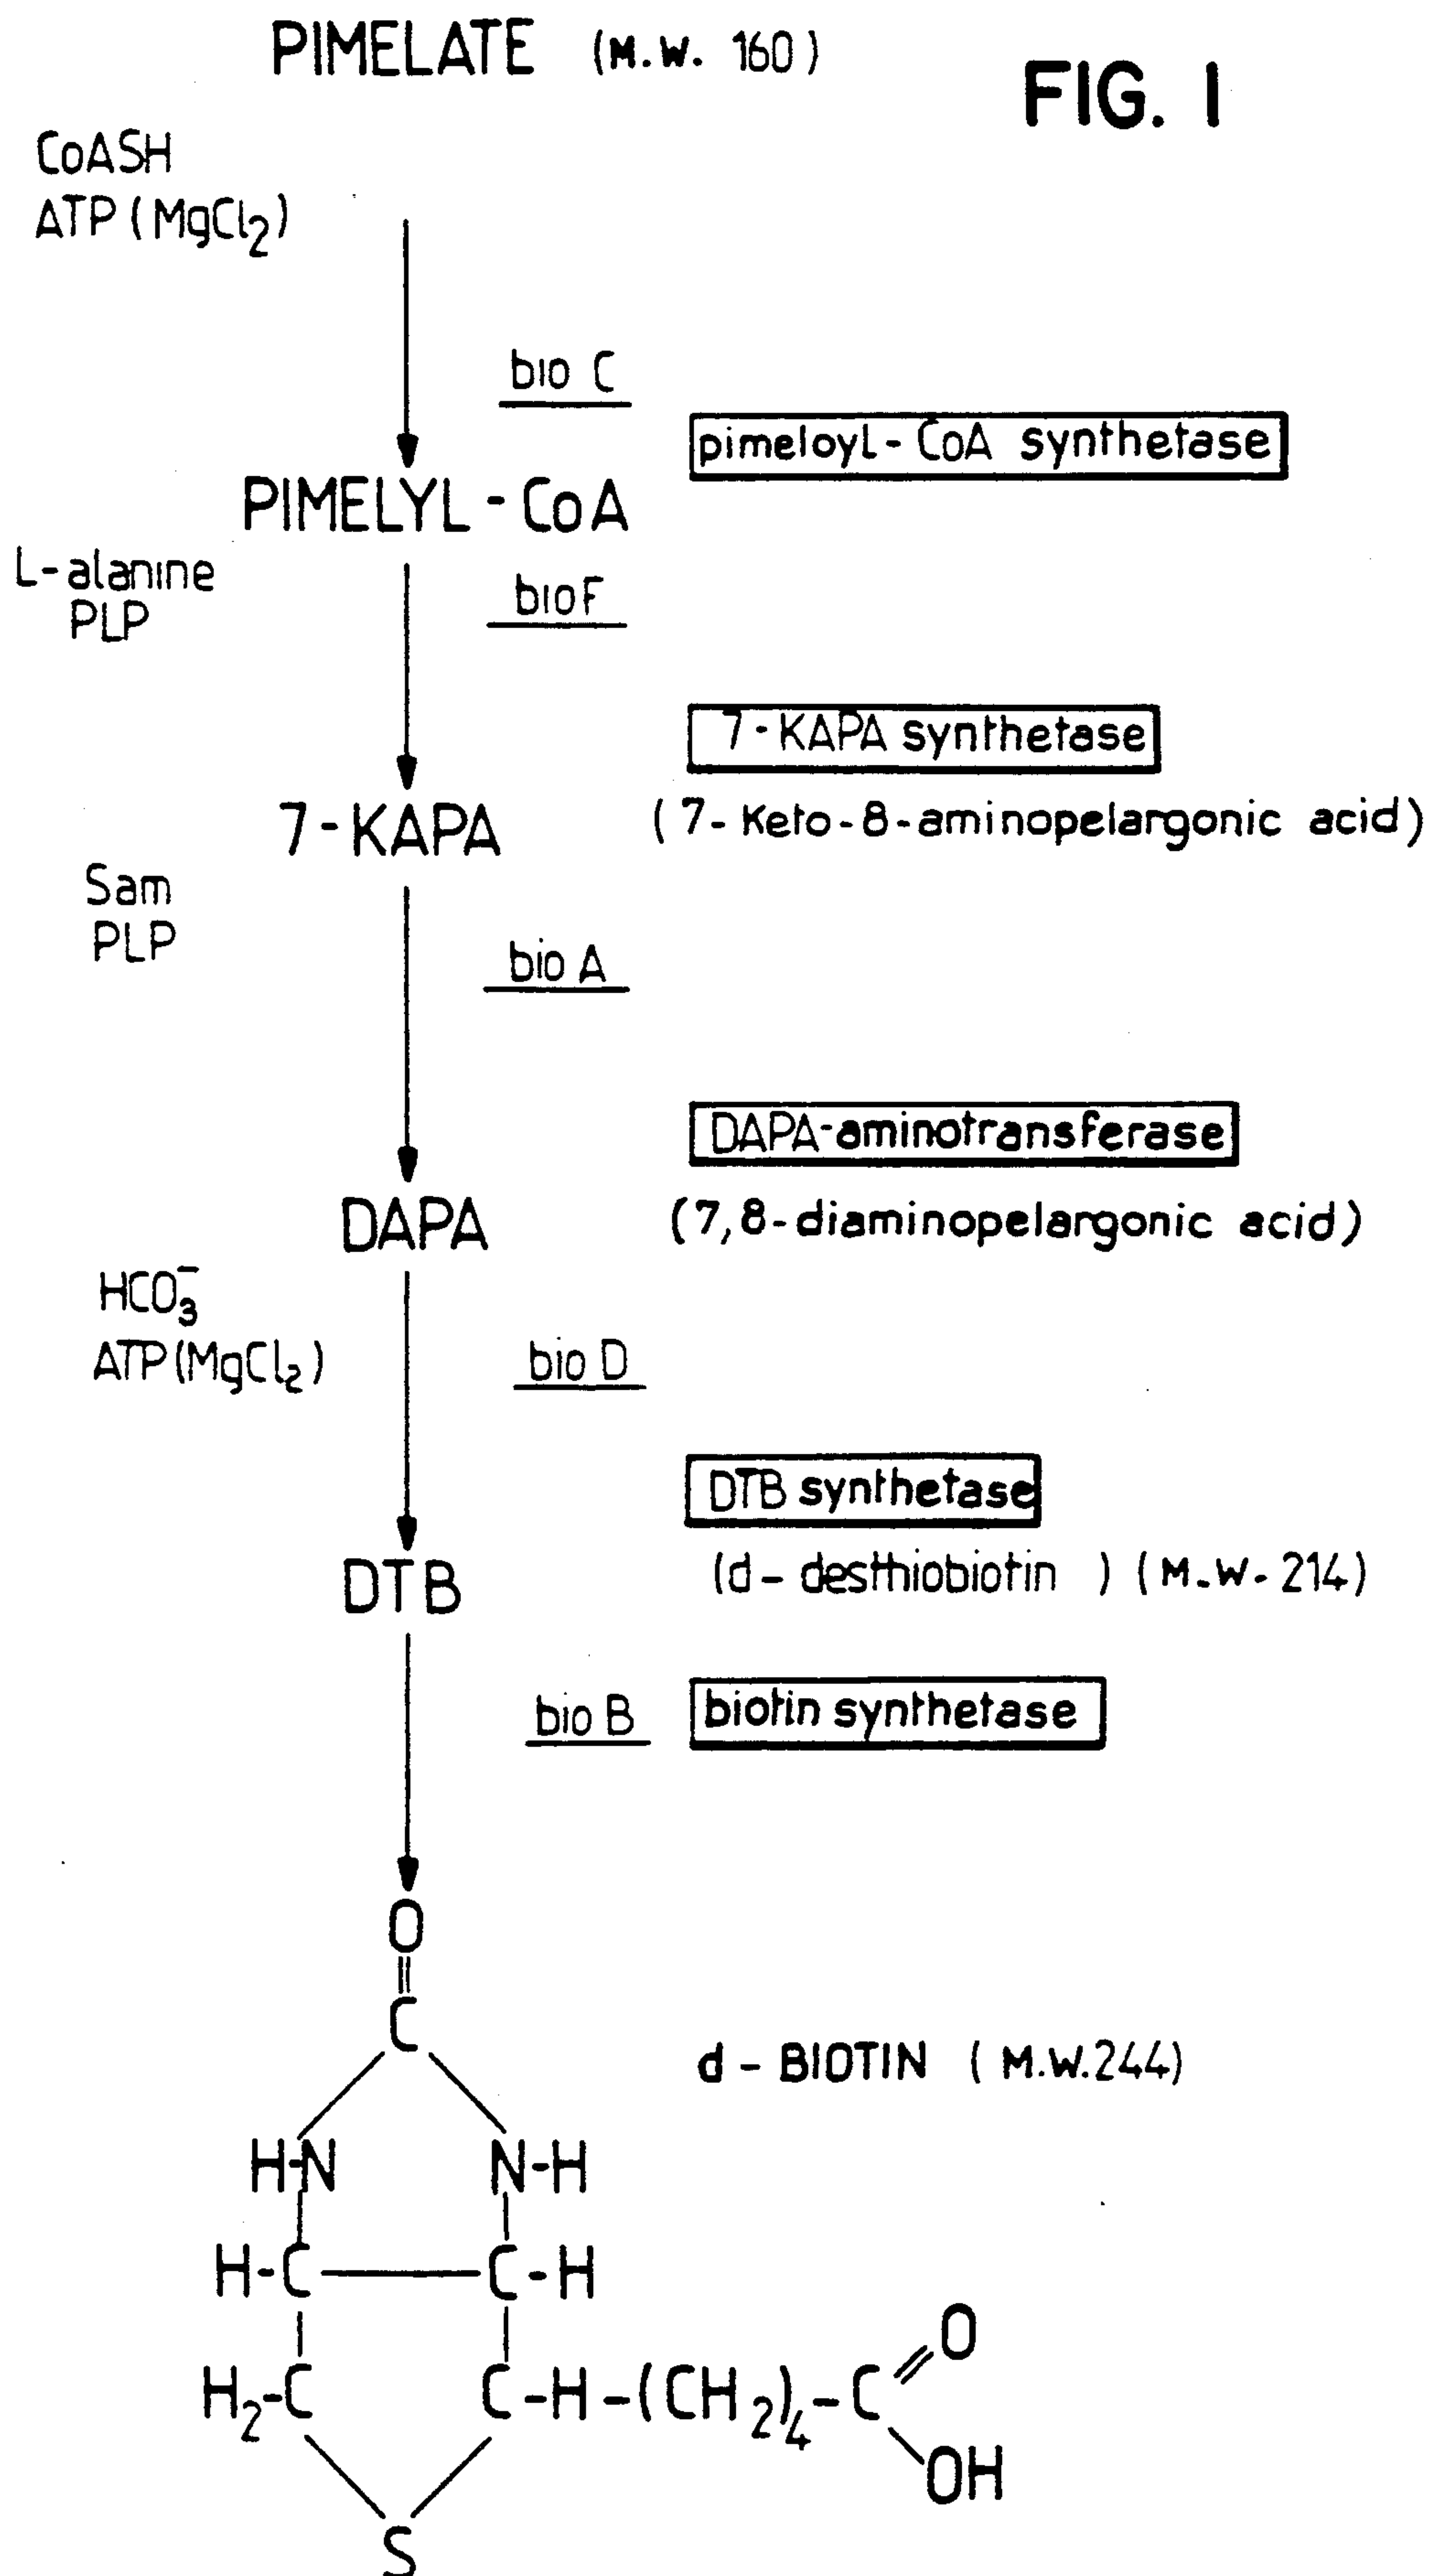 PIMELATE (M.W. 160)
FIG. 1
CoASH
ATP (MgCl₂)
bio C
pimeloyl-CoA synthetase
PIMELYL-CoA
L-alanine
PLP
bioF
7-KAPA synthetase
7-KAPA (7-Keto-8-aminopelargonic acid)
Sam
PLP
bio A
DAPA-aminotransferase
DAPA (7,8-diaminopelargonic acid)
HCO₃⁻
ATP(MgCl₂)
bio D
DTB synthetase
DTB (d-desthiobiotin ) (M.W. 214)
bio B biotin synthetase
O
C
d-BIOTIN (M.W.244)
H-N N-H
H-C C-H
O
H₂-C C-H-(CH₂)₄-C
OH
S